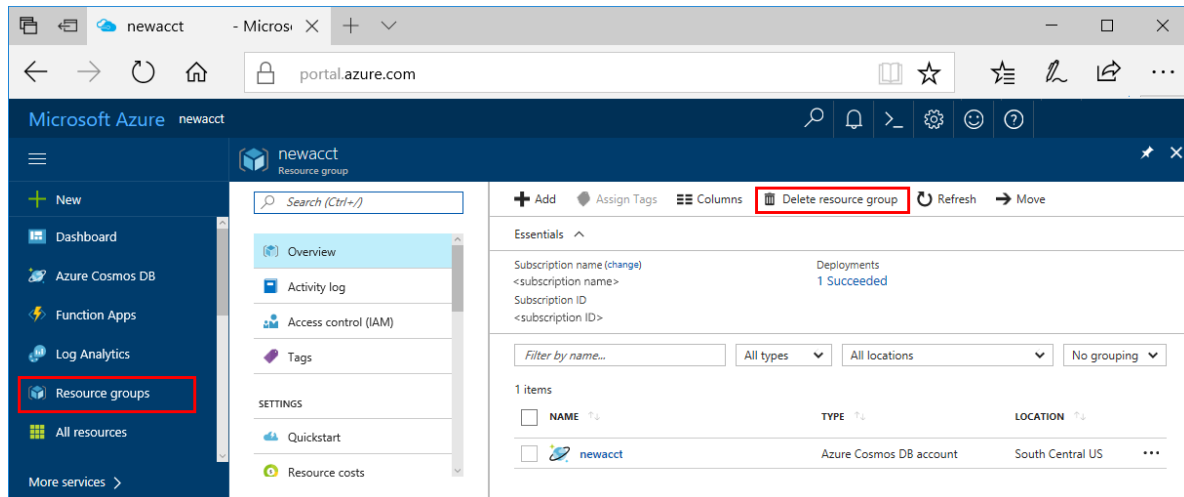 newacct - Micros
portal.azure.com
Microsoft Azure newacct
newacct
Resource group
New
Dashboard
Azure Cosmos DB
Function Apps
Log Analytics
Resource groups
All resources
More services >
Search (Ctrl+/)
Overview
Activity log
Access control (IAM)
Tags
SETTINGS
Quickstart
Resource costs
Add Assign Tags Columns Delete resource group Refresh Move
Essentials
Subscription name (change) Deployments
<subscription name> 1 Succeeded
Subscription ID
<subscription ID>
Filter by name... All types All locations No grouping
1 items
NAME TYPE LOCATION
newacct Azure Cosmos DB account South Central US ...